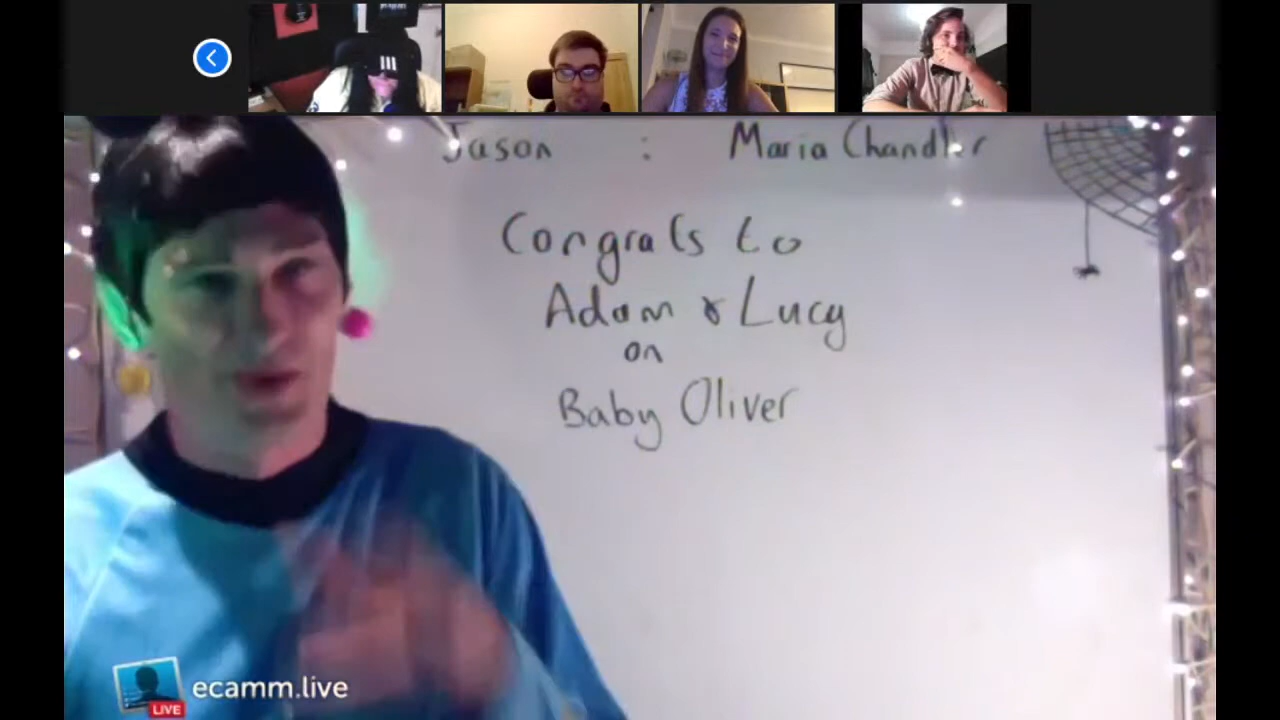 Jason : Maria Chandler
Congrats to
Adam & Lucy
on
Baby Oliver
ecamm.live
LIVE